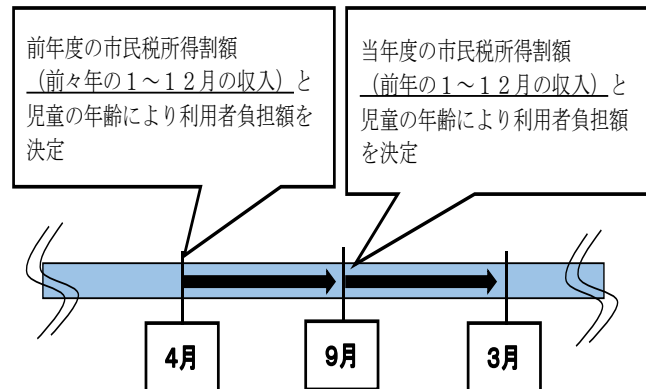 前年度の市民税所得割額
（前々年の１～１２月の収入）と
児童の年齢により利用者負担額を
決定
当年度の市民税所得割額
（前年の１～１２月の収入）と
児童の年齢により利用者負担額
を決定
4月
9月
3月